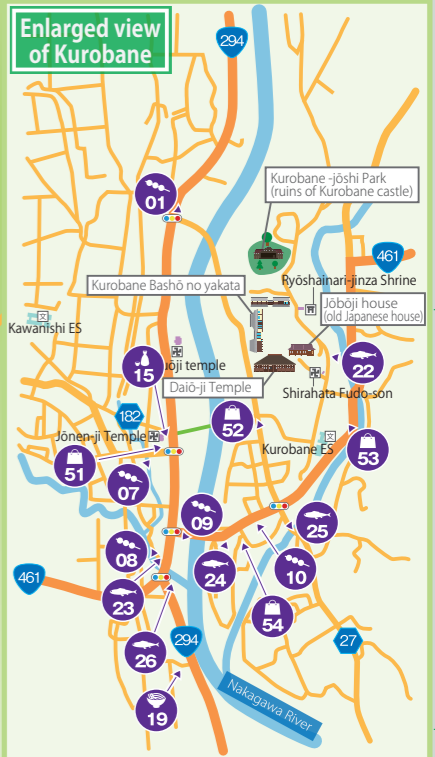 Enlarged view
of Kurobane
294
01
Kurobane -jōshi Park
(ruins of Kurobane castle)
461
Ryōshainari-jinza Shrine
Kurobane Bashō no yakata
Jōbōji house
(old Japanese house)
文
Kawanishi ES
15
ōji temple
Daiō-ji Temple
22
Shirahata Fudo-son
182
52
Jōnen-ji Temple
文
Kurobane ES
53
51
07
09
25
08
24
10
461
23
54
26
294
27
19
Nakagawa River